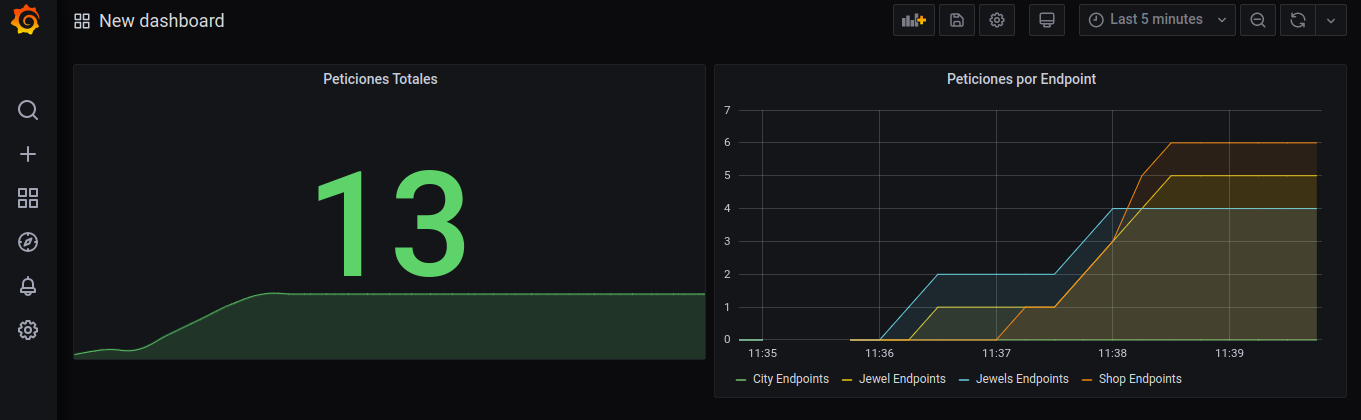 New dashboard
Last 5 minutes
Peticiones Totales
13
Peticiones por Endpoint
7
6
5
4
3
2
1
0
11:35 11:36 11:37 11:38 11:39
City Endpoints Jewel Endpoints Jewels Endpoints Shop Endpoints